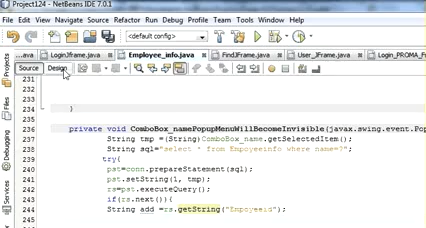 Project124 - NetBeans IDE 7.0.1
File Edit View Navigate Source Refactor Run Debug Profile Team Tools Window Help
<default config>
...ava LoginJFrame.java Employee_info.java FindJFrame.java User_JFrame.java Login_PROMA_F
Source Design
Projects
Files
Debugging
Services
231
232
233
234 }
235
236 private void ComboBox_namePopupMenuWillBecomeInvisible(javax.swing.event.Pop
237 String tmp =(String)ComboBox_name.getSelectedItem();
238 String sql="select * from Empoyeeinfo where name=?";
239 try{
240 pst=conn.prepareStatement(sql);
241 pst.setString(1, tmp);
242 rs=pst.executeQuery();
243 if(rs.next()){
244 String add =rs.getString("Empoyeeid");